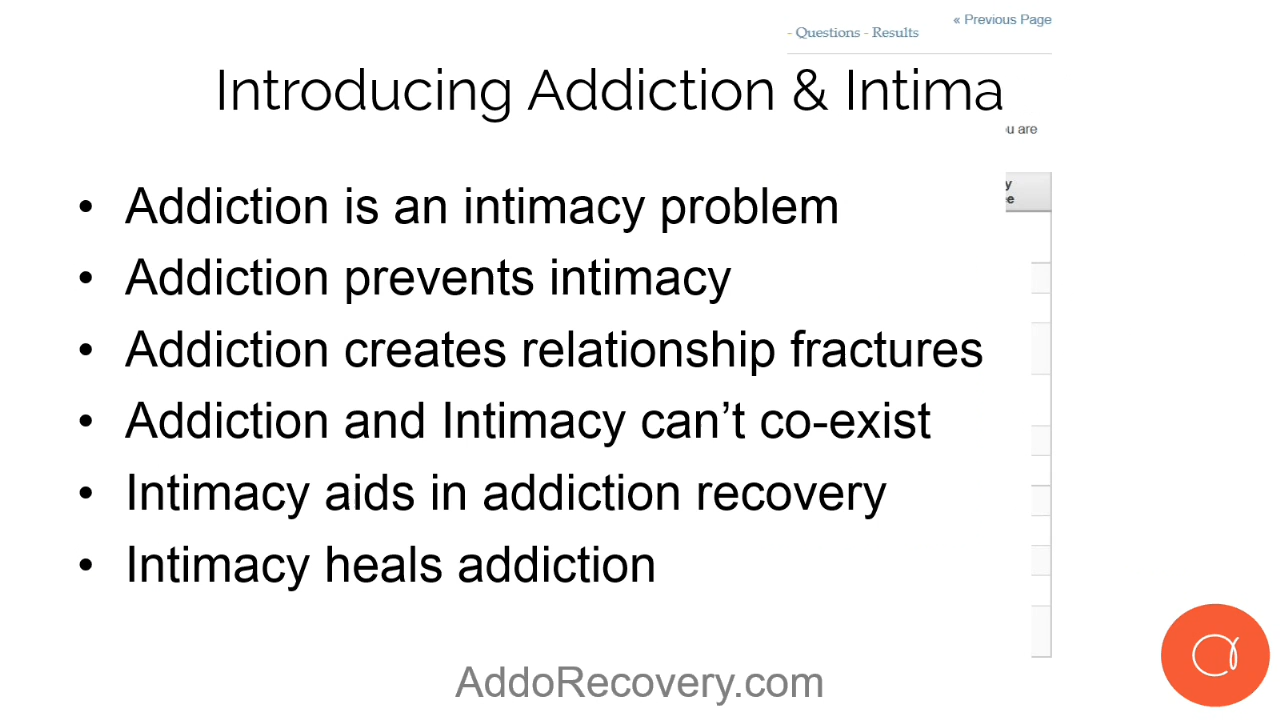 « Previous Page
- Questions - Results
Introducing Addiction & Intima
are
• Addiction is an intimacy problem
• Addiction prevents intimacy
• Addiction creates relationship fractures
• Addiction and Intimacy can’t co-exist
• Intimacy aids in addiction recovery
• Intimacy heals addiction
AddoRecovery.com